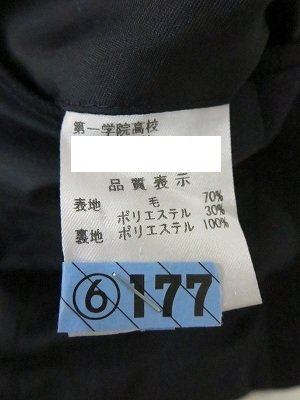 第一学院高校
品質表示
表地 毛 70%
ポリエステル 30%
裏地 ポリエステル 100%
⑥177